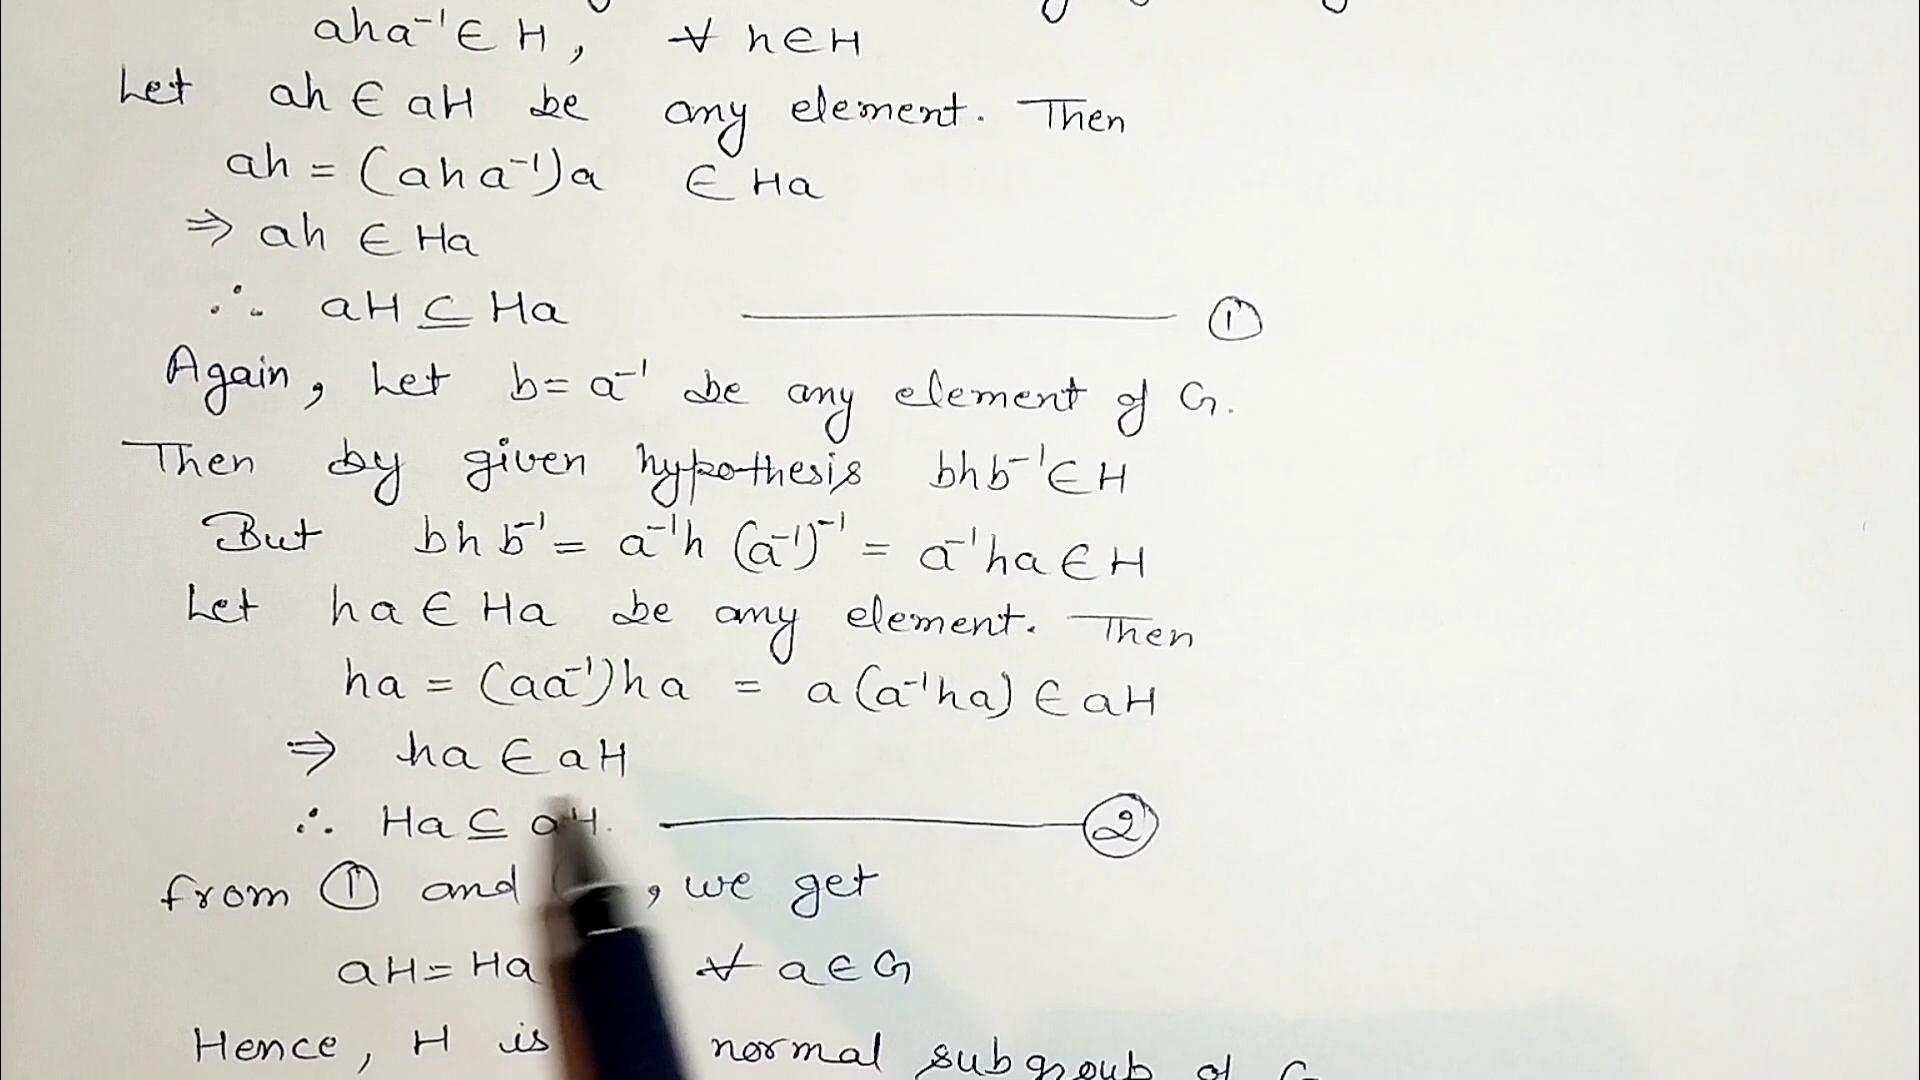 aha⁻¹ ∈ H, ∀ h∈H
Let ah ∈ aH be any element. Then
ah = (aha⁻¹)a ∈ Ha
⇒ ah ∈ Ha
∴ aH ⊆ Ha ——— ①
Again, Let b = a⁻¹ be any element of G.
Then by given hypothesis bhb⁻¹ ∈ H
But bhb⁻¹ = a⁻¹h (a⁻¹)⁻¹ = a⁻¹ha ∈ H
Let ha ∈ Ha be any element. Then
ha = (aa⁻¹)ha = a(a⁻¹ha) ∈ aH
⇒ ha ∈ aH
∴ Ha ⊆ aH. ——— ②
from ① and , we get
aH = Ha ∀ a∈G
Hence, H is normal subgroup of G